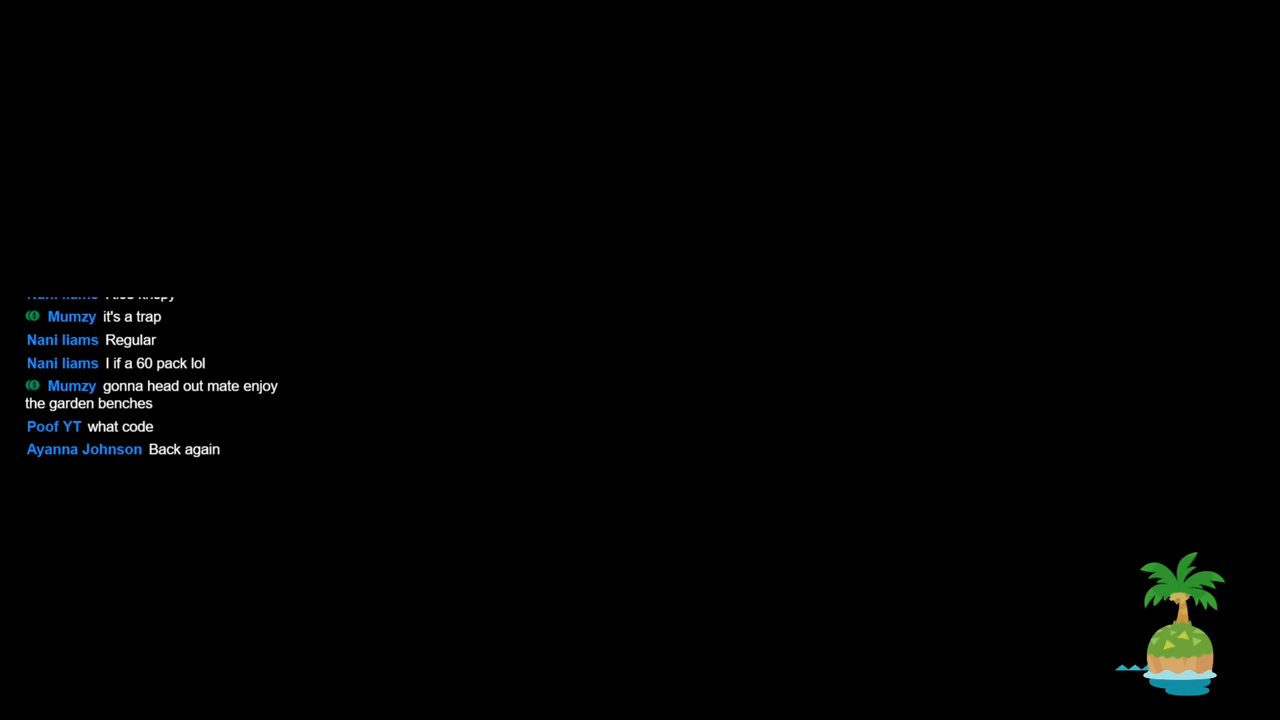 Mumzy it's a trap
Nani liams Regular
Nani liams I if a 60 pack lol
Mumzy gonna head out mate enjoy
the garden benches
Poof YT what code
Ayanna Johnson Back again